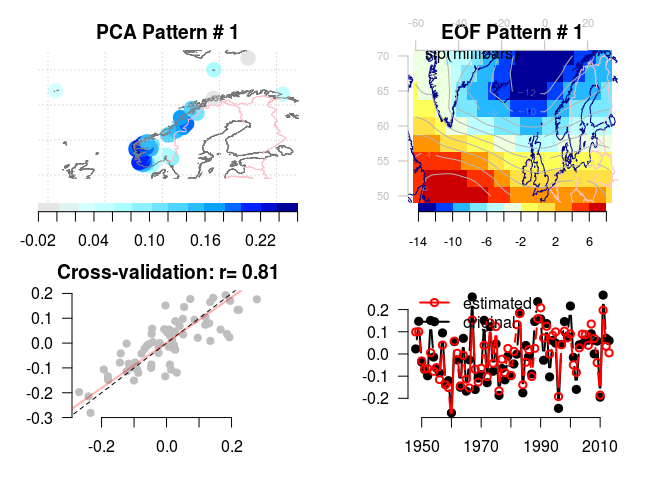 PCA Pattern # 1
-0.02 0.04 0.10 0.16 0.22
-60 -20 0 20
EOF Pattern # 1
slp(millibars)
70
65
60
55
50
-12
-10
-14 -10 -6 -2 2 6
Cross-validation: r= 0.81
0.2
0.1
0.0
-0.1
-0.2
-0.3
-0.2 0.0 0.2
estimated
original
0.2
0.1
0.0
-0.1
-0.2
1950 1970 1990 2010